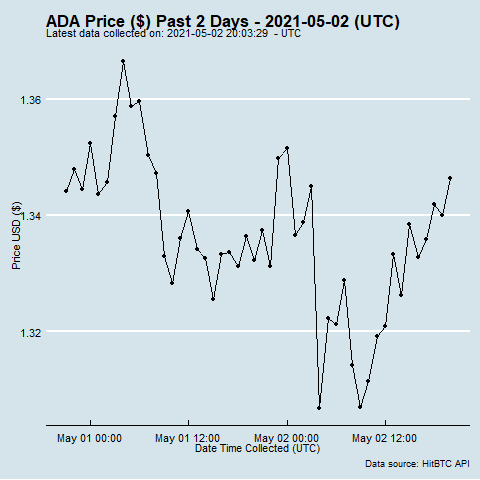 ADA Price ($) Past 2 Days - 2021-05-02 (UTC)
Latest data collected on: 2021-05-02 20:03:29  - UTC
1.36
1.34
1.32
Price USD ($)
May 01 00:00
May 01 12:00
May 02 00:00
May 02 12:00
Date Time Collected (UTC)
Data source: HitBTC API